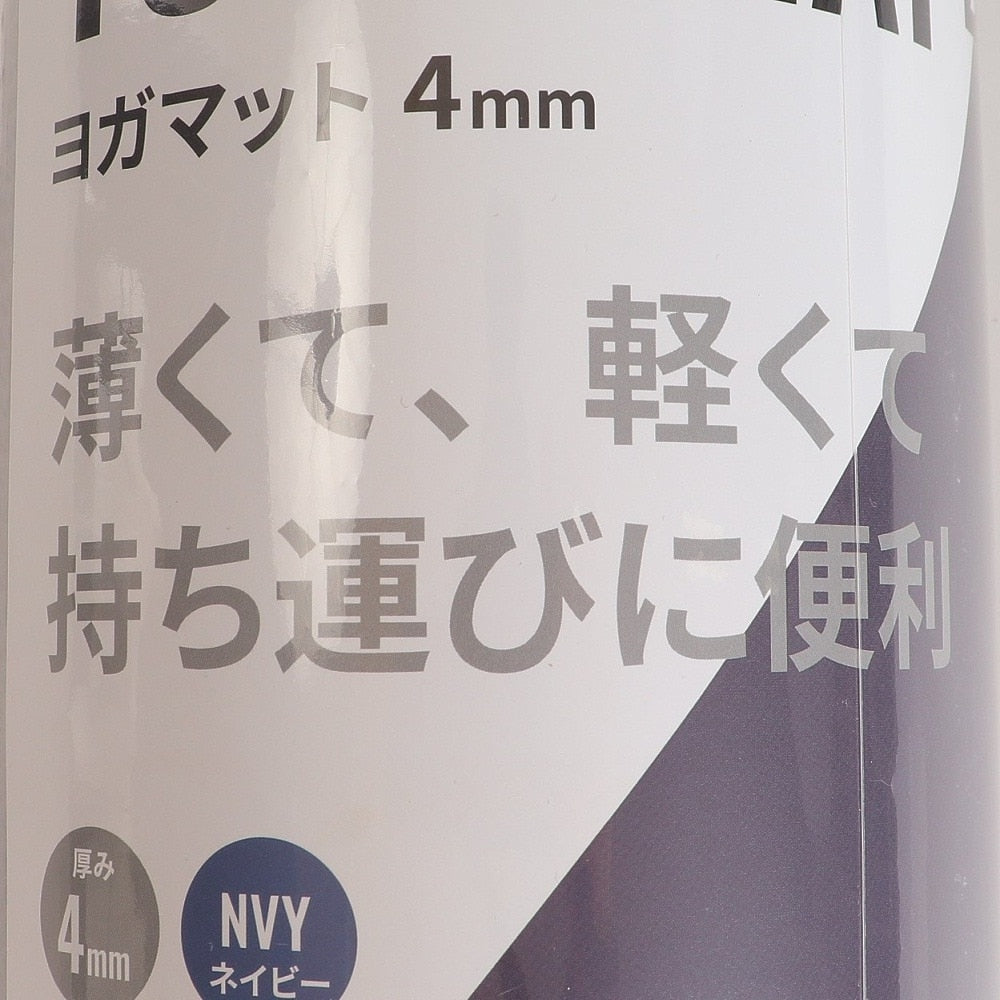 ヨガマット 4mm
薄くて、軽くて
持ち運びに便利
厚み
4mm
NVY
ネイビー